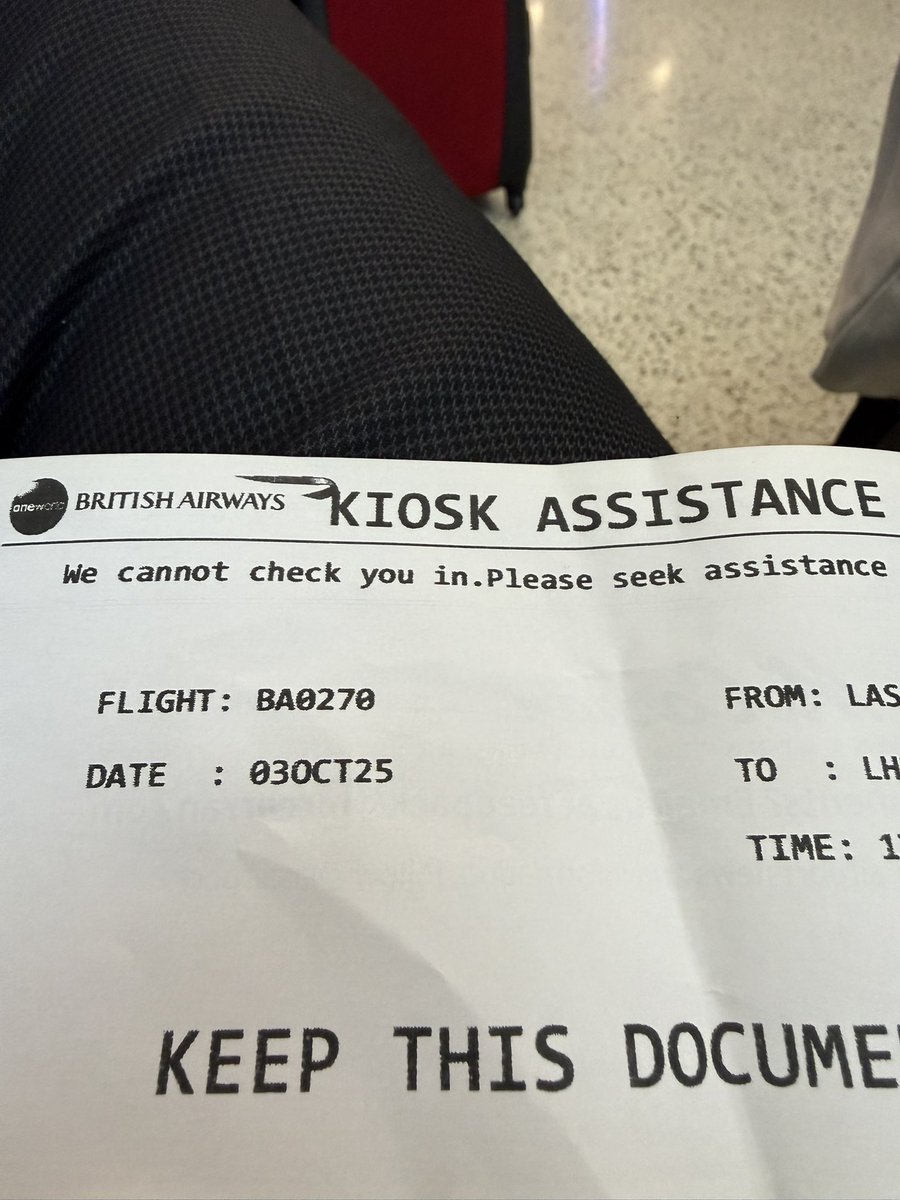 oneworld BRITISH AIRWAYS KIOSK ASSISTANCE
We cannot check you in.Please seek assistance
FLIGHT: BA0270 FROM: LAS
DATE : 03OCT25 TO : LH
TIME: 1
KEEP THIS DOCUME